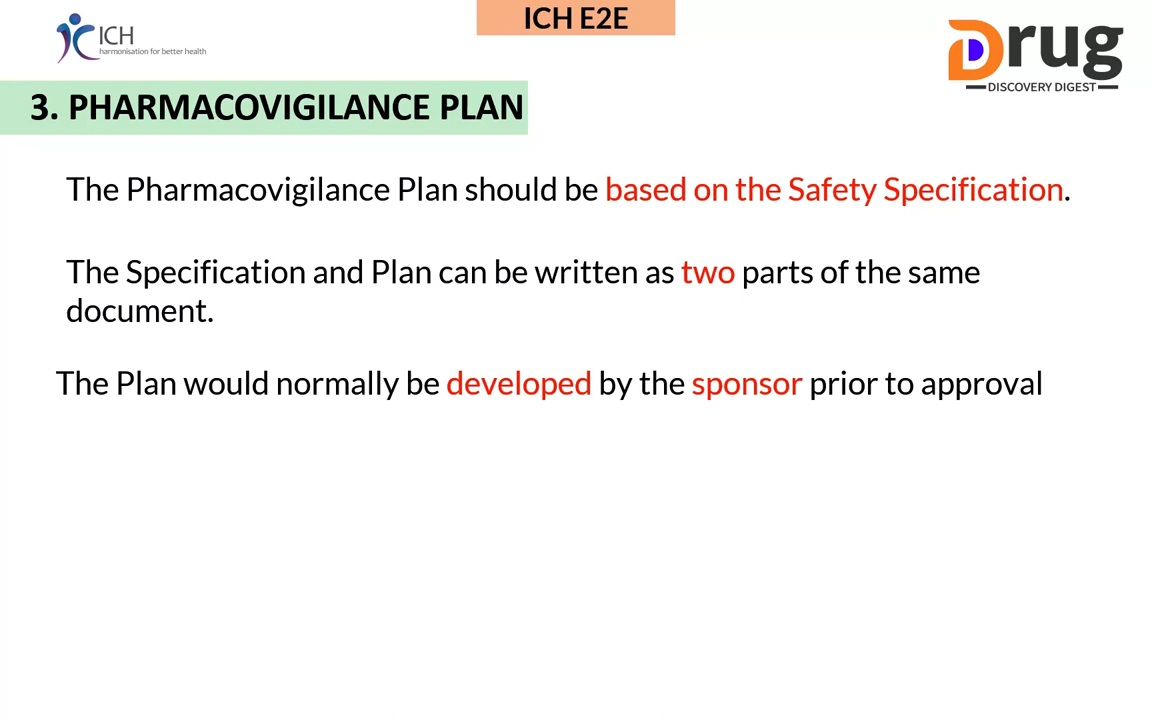 ICH E2E
ICH
harmonisation for better health
Drug
DISCOVERY DIGEST
3. PHARMACOVIGILANCE PLAN
The Pharmacovigilance Plan should be based on the Safety Specification.
The Specification and Plan can be written as two parts of the same
document.
The Plan would normally be developed by the sponsor prior to approval